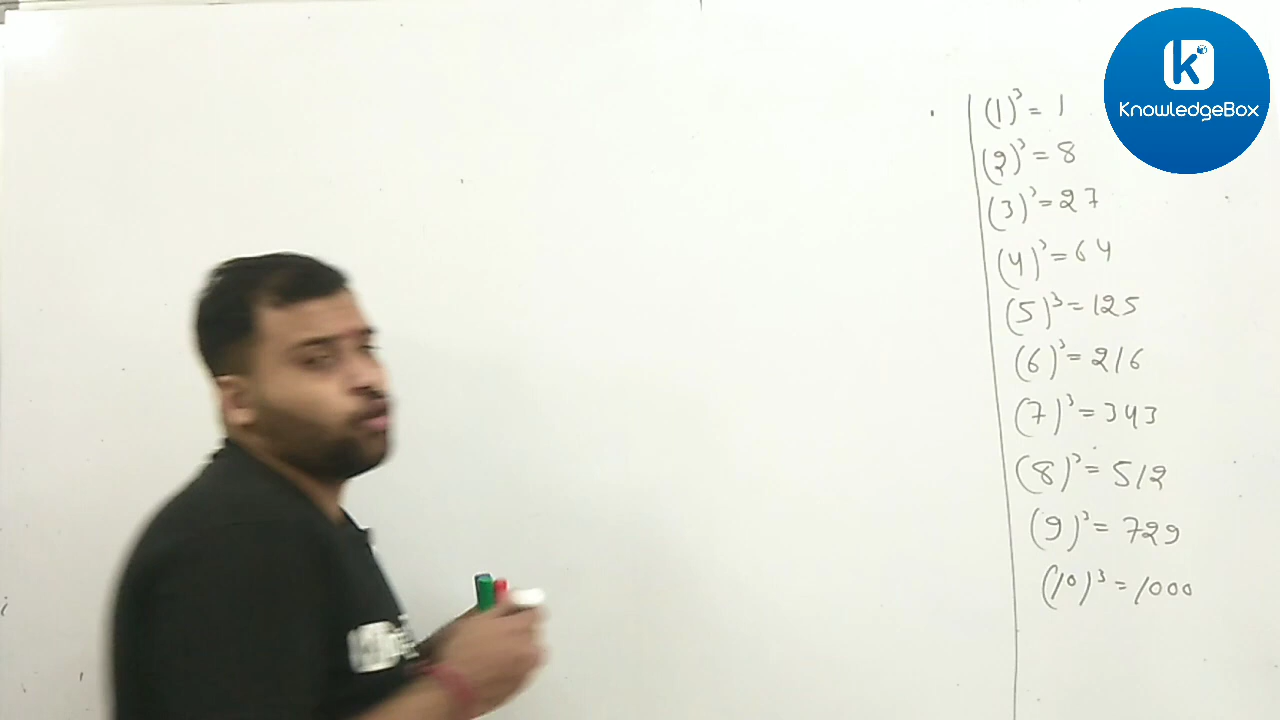 k
KnowledgeBox
(1)³ = 1
(2)³ = 8
(3)³ = 27
(4)³ = 64
(5)³ = 125
(6)³ = 216
(7)³ = 343
(8)³ = 512
(9)³ = 729
(10)³ = 1000